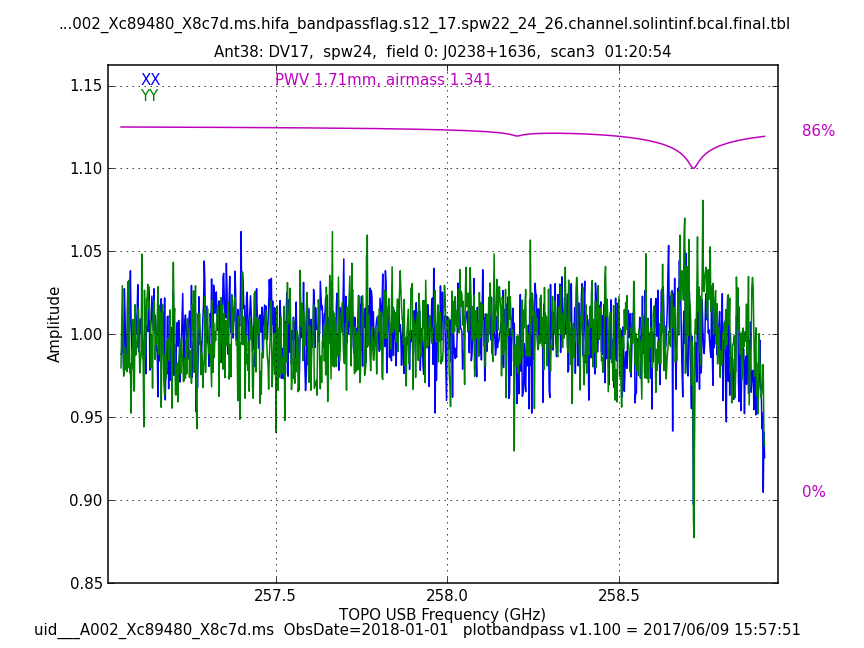 ...002_Xc89480_X8c7d.ms.hifa_bandpassflag.s12_17.spw22_24_26.channel.solintinf.bcal.final.tbl
Ant38: DV17, spw24, field 0: J0238+1636, scan3 01:20:54
XX
PWV 1.71mm, airmass 1.341
YY
1.15
1.10
1.05
1.00
0.95
0.90
0.85
Amplitude
86%
0%
257.5
258.0
258.5
TOPO USB Frequency (GHz)
uid___A002_Xc89480_X8c7d.ms ObsDate=2018-01-01 plotbandpass v1.100 = 2017/06/09 15:57:51